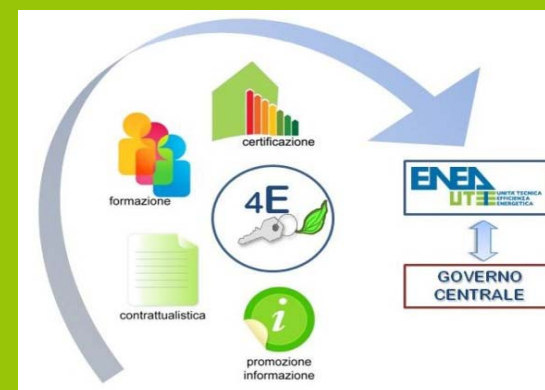 certificazione
formazione
4E
contrattualistica
i
promozione
informazione
ENEA
UTEE UNITÀ TECNICA
EFFICIENZA
ENERGETICA
GOVERNO
CENTRALE